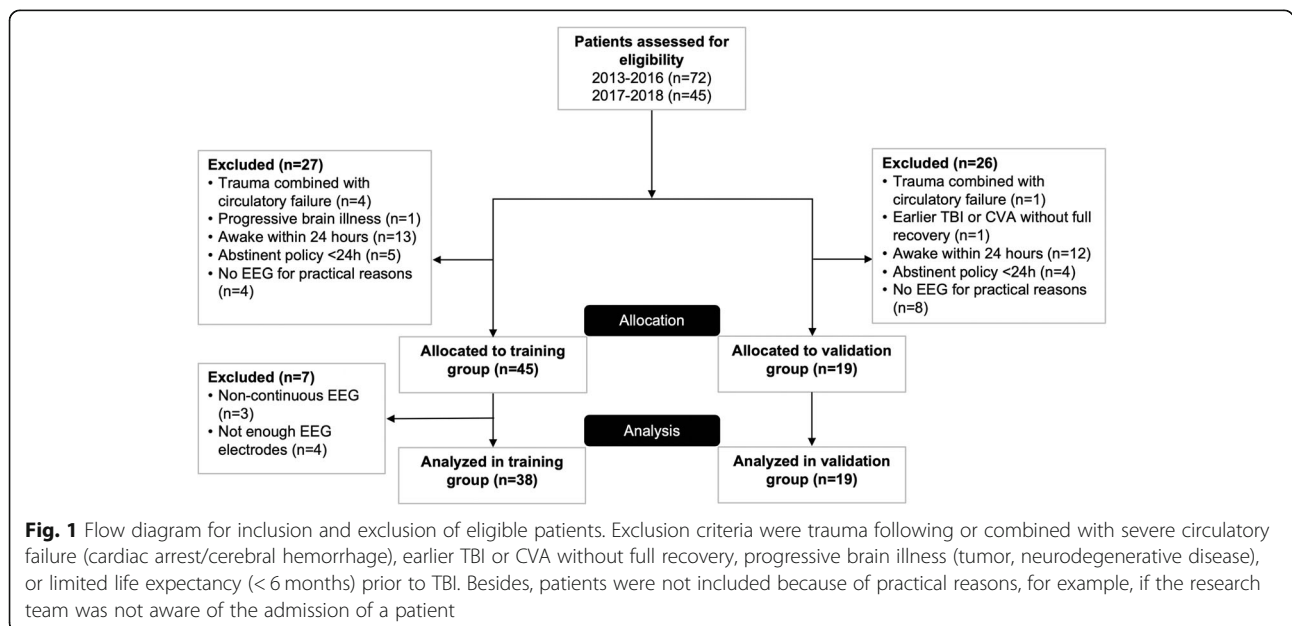 Patients assessed for
eligibility
2013-2016 (n=72)
2017-2018 (n=45)
Excluded (n=27)
• Trauma combined with
circulatory failure (n=4)
• Progressive brain illness (n=1)
• Awake within 24 hours (n=13)
• Abstinent policy <24h (n=5)
• No EEG for practical reasons
(n=4)
Excluded (n=26)
• Trauma combined with
circulatory failure (n=1)
• Earlier TBI or CVA without full
recovery (n=1)
• Awake within 24 hours (n=12)
• Abstinent policy <24h (n=4)
• No EEG for practical reasons
(n=8)
Allocation
Allocated to training
group (n=45)
Allocated to validation
group (n=19)
Excluded (n=7)
• Non-continuous EEG
(n=3)
• Not enough EEG
electrodes (n=4)
Analysis
Analyzed in training
group (n=38)
Analyzed in validation
group (n=19)
Fig. 1 Flow diagram for inclusion and exclusion of eligible patients. Exclusion criteria were trauma following or combined with severe circulatory
failure (cardiac arrest/cerebral hemorrhage), earlier TBI or CVA without full recovery, progressive brain illness (tumor, neurodegenerative disease),
or limited life expectancy (< 6 months) prior to TBI. Besides, patients were not included because of practical reasons, for example, if the research
team was not aware of the admission of a patient